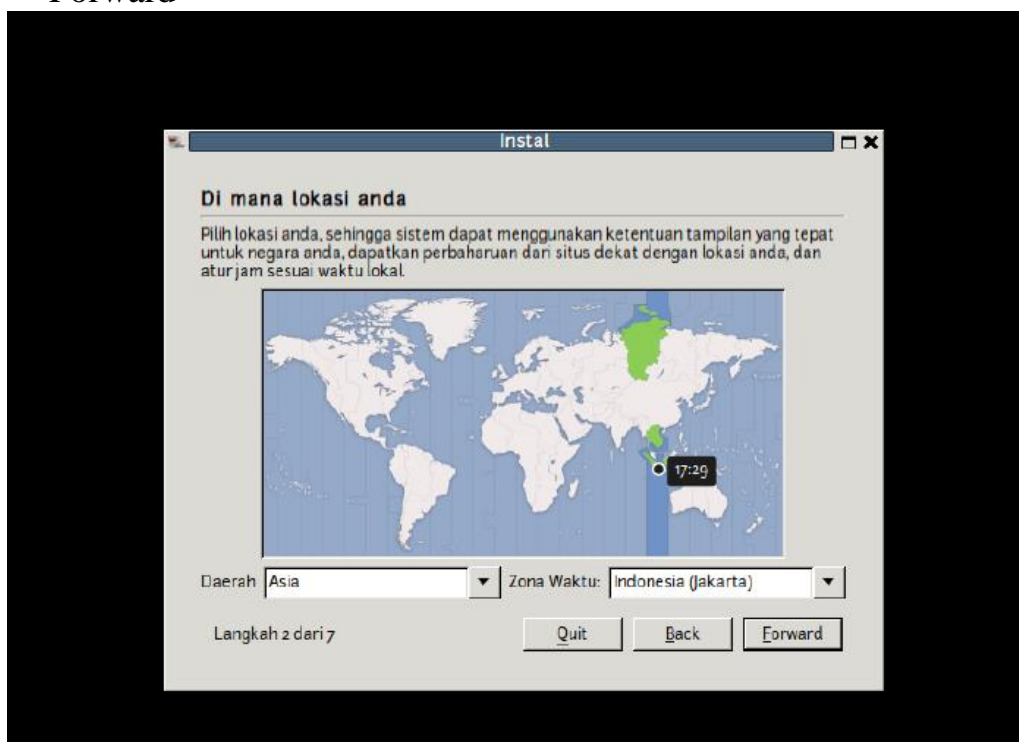 Forward
Instal
Di mana lokasi anda
Pilih lokasi anda, sehingga sistem dapat menggunakan ketentuan tampilan yang tepat
untuk negara anda, dapatkan perbaharuan dari situs dekat dengan lokasi anda, dan
atur jam sesuai waktu lokal.
17:29
Daerah Asia Zona Waktu: Indonesia (Jakarta)
Langkah 2 dari 7 Quit Back Forward